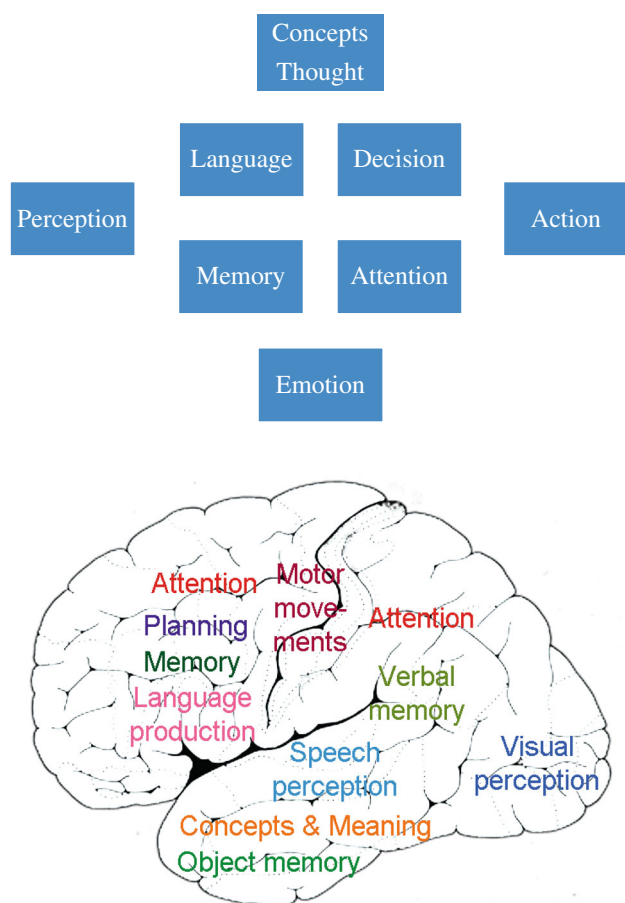 Concepts
Thought
Language
Decision
Perception
Action
Memory
Attention
Emotion
Attention
Motor
move-
ments
Planning
Attention
Memory
Language
production
Verbal
memory
Speech
perception
Visual
perception
Concepts & Meaning
Object memory